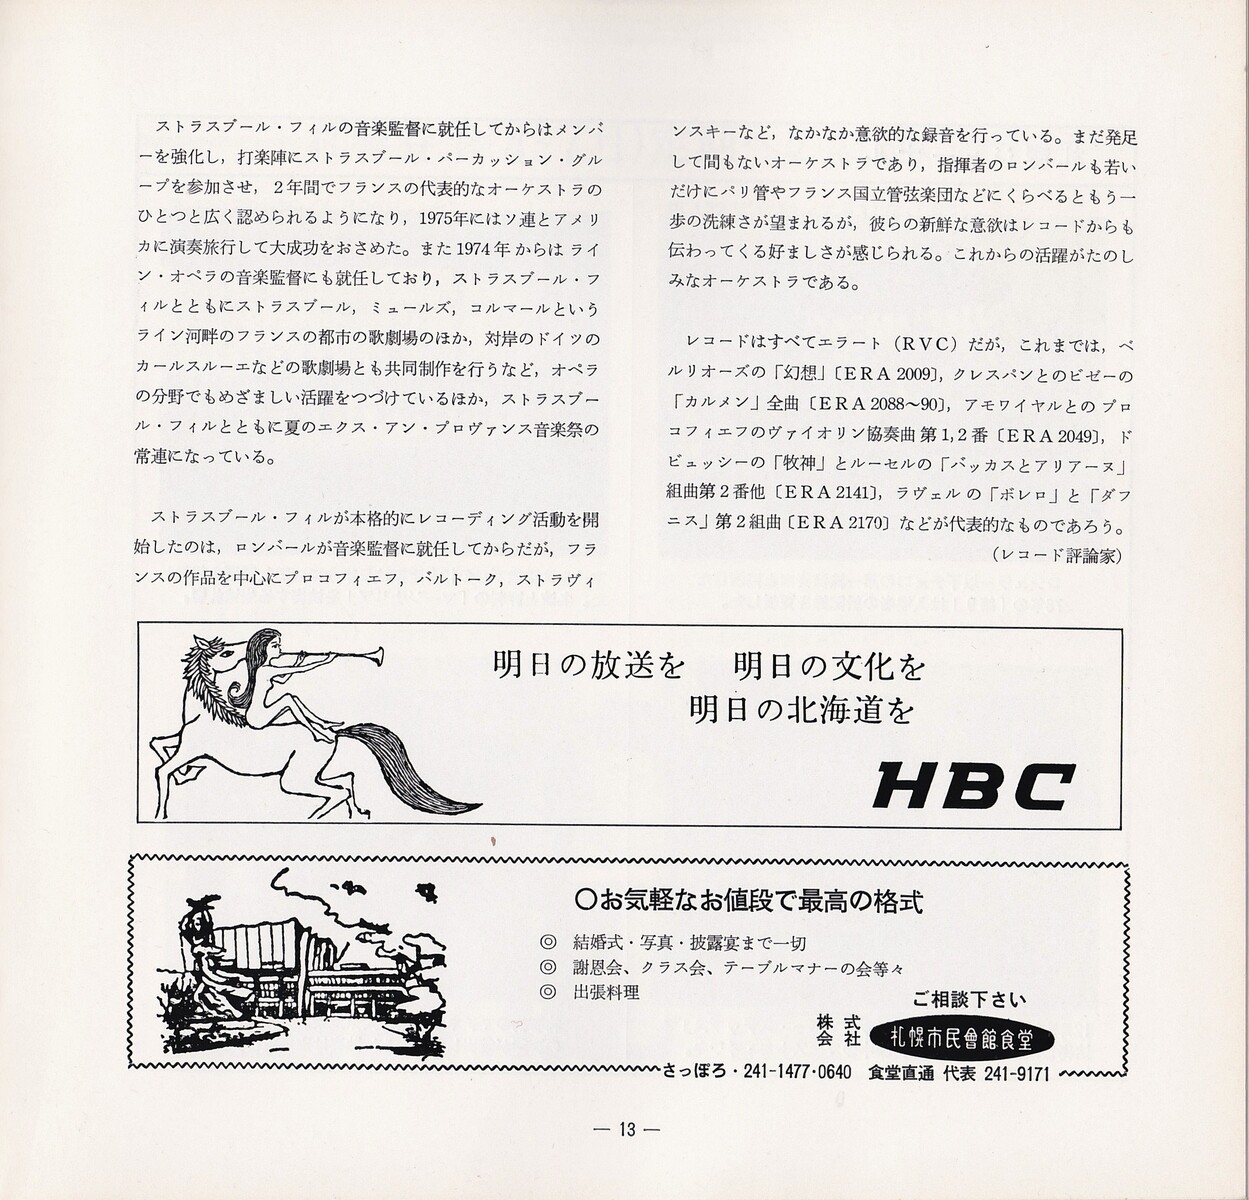 ストラスブール・フィルの音楽監督に就任してからはメンバ
ーを強化し，打楽陣にストラスブール・パーカッション・グル
ープを参加させ，２年間でフランスの代表的なオーケストラの
ひとつと広く認められるようになり，1975年にはソ連とアメリ
カに演奏旅行して大成功をおさめた。また 1974 年 からは ライ
ン・オペラの音楽監督にも就任しており，ストラスブール・フ
ィルとともにストラスブール，ミュールズ，コルマールという
ライン河畔のフランスの都市の歌劇場のほか，対岸のドイツの
カールスルーエなどの歌劇場とも共同制作を行うなど，オペラ
の分野でもめざましい活躍をつづけているほか，ストラスブー
ル・フィルとともに夏のエクス・アン・プロヴァンス音楽祭の
常連になっている。
ストラスブール・フィルが本格的にレコーディング活動を開
始したのは，ロンバールが音楽監督に就任してからだが，フラ
ンスの作品を中心にプロコフィエフ，バルトーク，ストラヴィ
ンスキーなど，なかなか意欲的な録音を行っている。まだ発足
して間もないオーケストラであり，指揮者のロンバールも若い
だけにパリ管やフランス国立管弦楽団などにくらべるともう一
歩の洗練さが望まれるが，彼らの新鮮な意欲はレコードからも
伝わってくる好ましさが感じられる。これからの活躍がたのし
みなオーケストラである。
レコードはすべてエラート（ＲＶＣ）だが，これまでは，ベ
ルリオーズの「幻想」〔ＥＲＡ 2009〕，クレスパンとのビゼーの
「カルメン」全曲〔ＥＲＡ 2088〜90〕，アモワイヤルとの プロ
コフィエフのヴァイオリン協奏曲 第 1，2 番〔ＥＲＡ 2049〕，ド
ビュッシーの「牧神」とルーセルの「バッカスとアリアーヌ」
組曲第２番他〔ＥＲＡ 2141〕，ラヴェル の「ボレロ」と「ダフ
ニス」第２組曲〔ＥＲＡ 2170〕などが代表的なものであろう。
（レコード評論家）
明日の放送を　明日の文化を
明日の北海道を
HBC
○お気軽なお値段で最高の格式
◎　結婚式・写真・披露宴まで一切
◎　謝恩会、クラス会、テーブルマナーの会等々
◎　出張料理
ご相談下さい
株式会社　札幌市民會館食堂
さっぽろ・241-1477・0640　食堂直通 代表 241-9171
― 13 ―